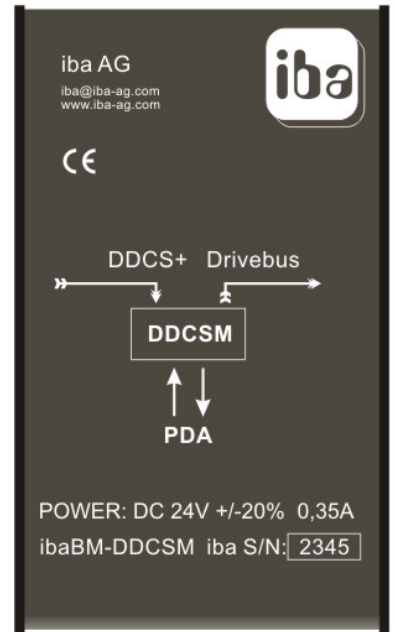 iba AG
iba
iba@iba-ag.com
www.iba-ag.com
CE
DDCS+ Drivebus
DDCSM
PDA
POWER: DC 24V +/-20% 0,35A
ibaBM-DDCSM iba S/N: 2345